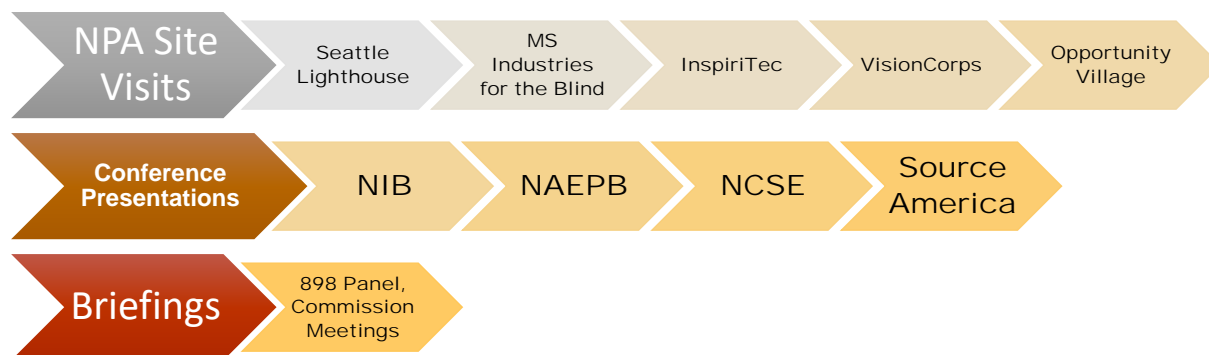 NPA Site
Visits
Seattle
Lighthouse
MS
Industries
for the Blind
InspiriTec
VisionCorps
Opportunity
Village
Conference
Presentations
NIB
NAEPB
NCSE
Source
America
Briefings
898 Panel,
Commission
Meetings